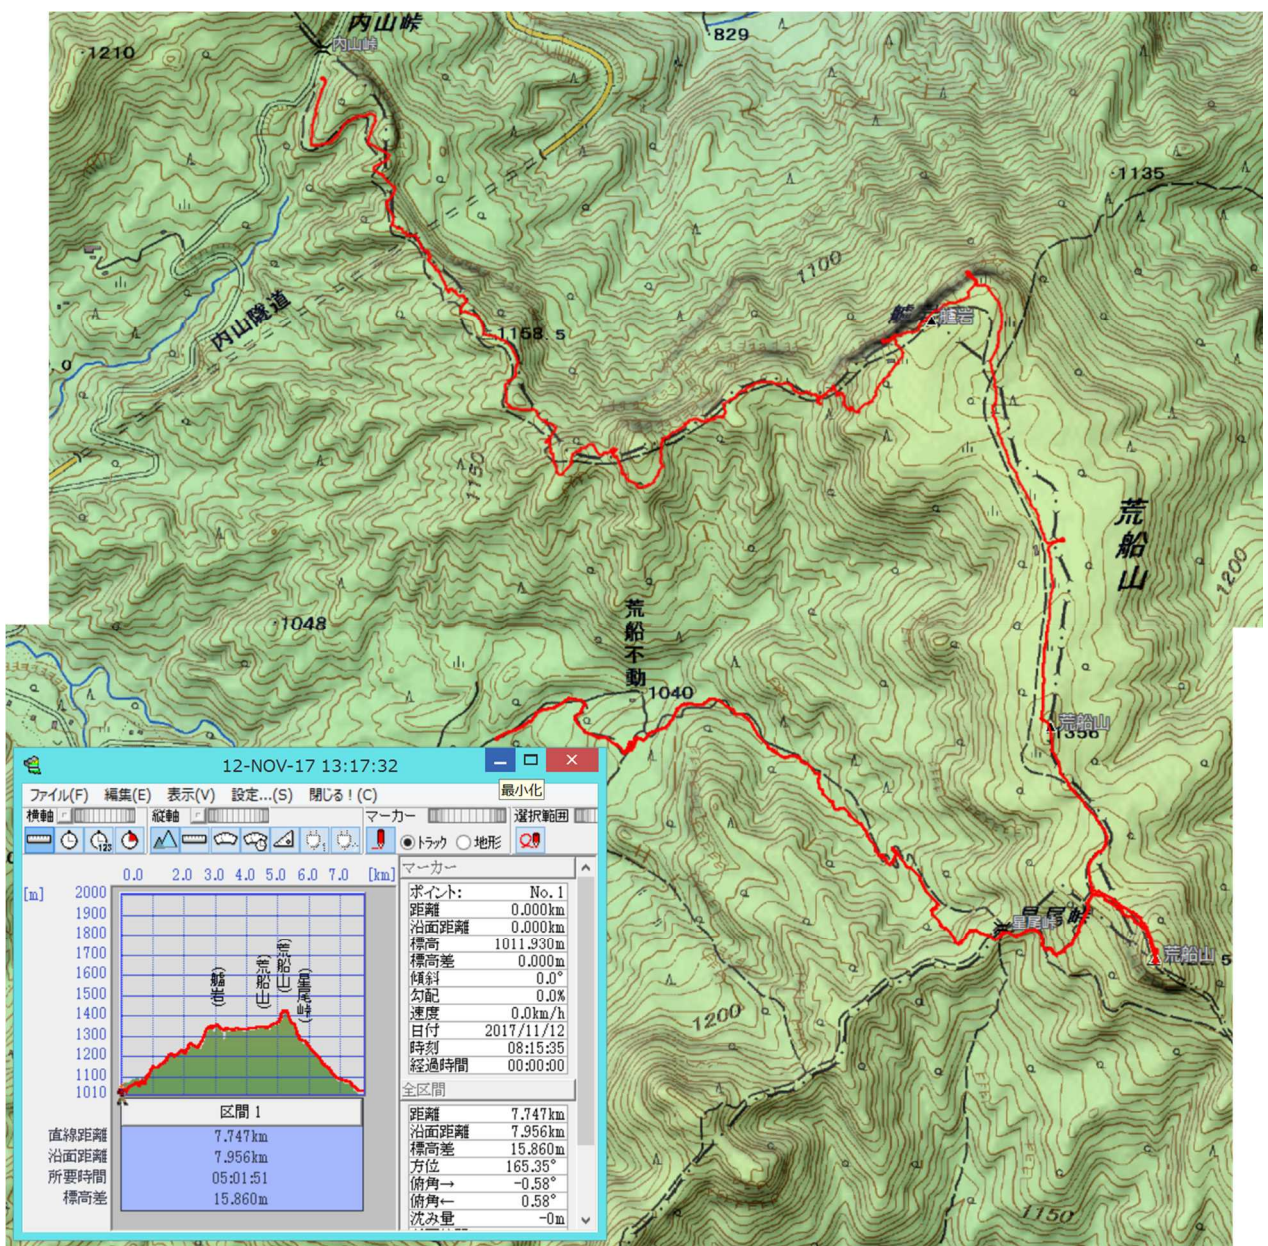 内山峠
内山峠
・1210
829
・1135
1100
艫岩
内山隧道
1158.5
.0
1150
荒船山
1200
・1048
荒船不動
1040
荒船山
1356
星尾峠
荒船山
5
1200
1150
12-NOV-17 13:17:32
最小化
ファイル(F) 編集(E) 表示(V) 設定...(S) 閉じる！(C)
横軸 縦軸 マーカー 選択範囲
123 トラック 地形
0.0 2.0 3.0 4.0 5.0 6.0 7.0 [km]
[m]
2000
1900
1800
1700
1600
1500
1400
1300
1200
1100
1010
艫岩()
荒船山()
荒船山()
星尾峠()
区間 1
直線距離 7.747km
沿面距離 7.956km
所要時間 05:01:51
標高差 15.860m
マーカー
ポイント: No.1
距離 0.000km
沿面距離 0.000km
標高 1011.930m
標高差 0.000m
傾斜 0.0°
勾配 0.0%
速度 0.0km/h
日付 2017/11/12
時刻 08:15:35
経過時間 00:00:00
全区間
距離 7.747km
沿面距離 7.956km
標高差 15.860m
方位 165.35°
俯角→ -0.58°
俯角← 0.58°
沈み量 -0m